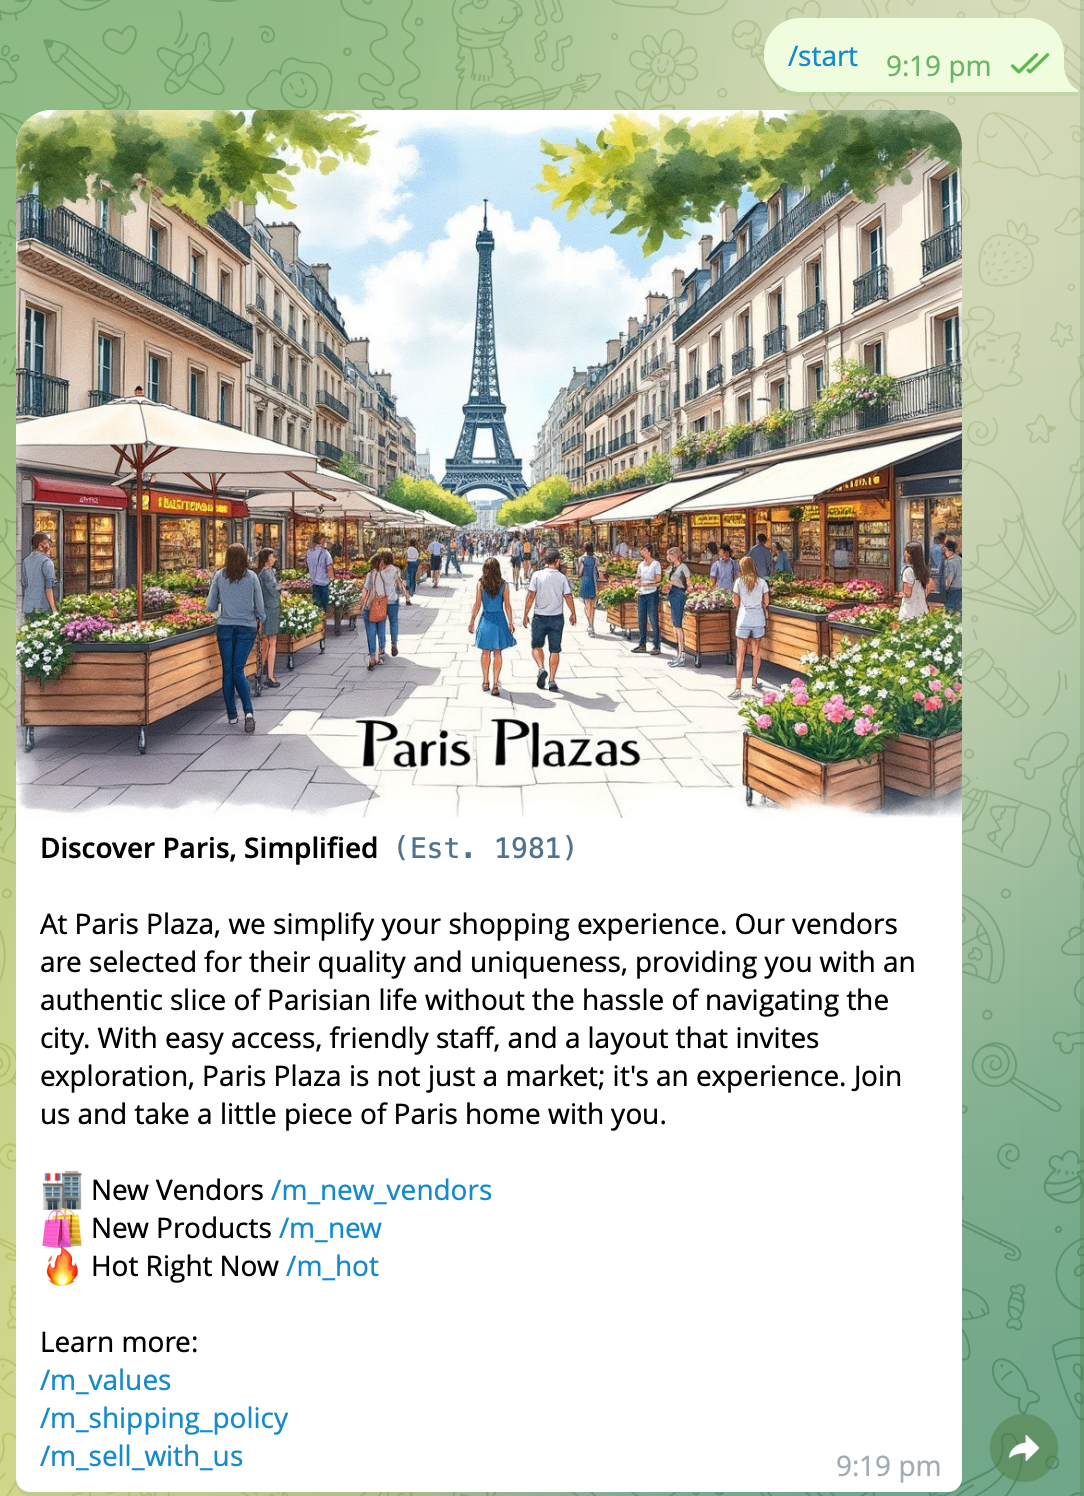 /start 9:19 pm
Paris Plazas
Discover Paris, Simplified (Est. 1981)
At Paris Plaza, we simplify your shopping experience. Our vendors
are selected for their quality and uniqueness, providing you with an
authentic slice of Parisian life without the hassle of navigating the
city. With easy access, friendly staff, and a layout that invites
exploration, Paris Plaza is not just a market; it's an experience. Join
us and take a little piece of Paris home with you.
New Vendors /m_new_vendors
New Products /m_new
Hot Right Now /m_hot
Learn more:
/m_values
/m_shipping_policy
/m_sell_with_us
9:19 pm